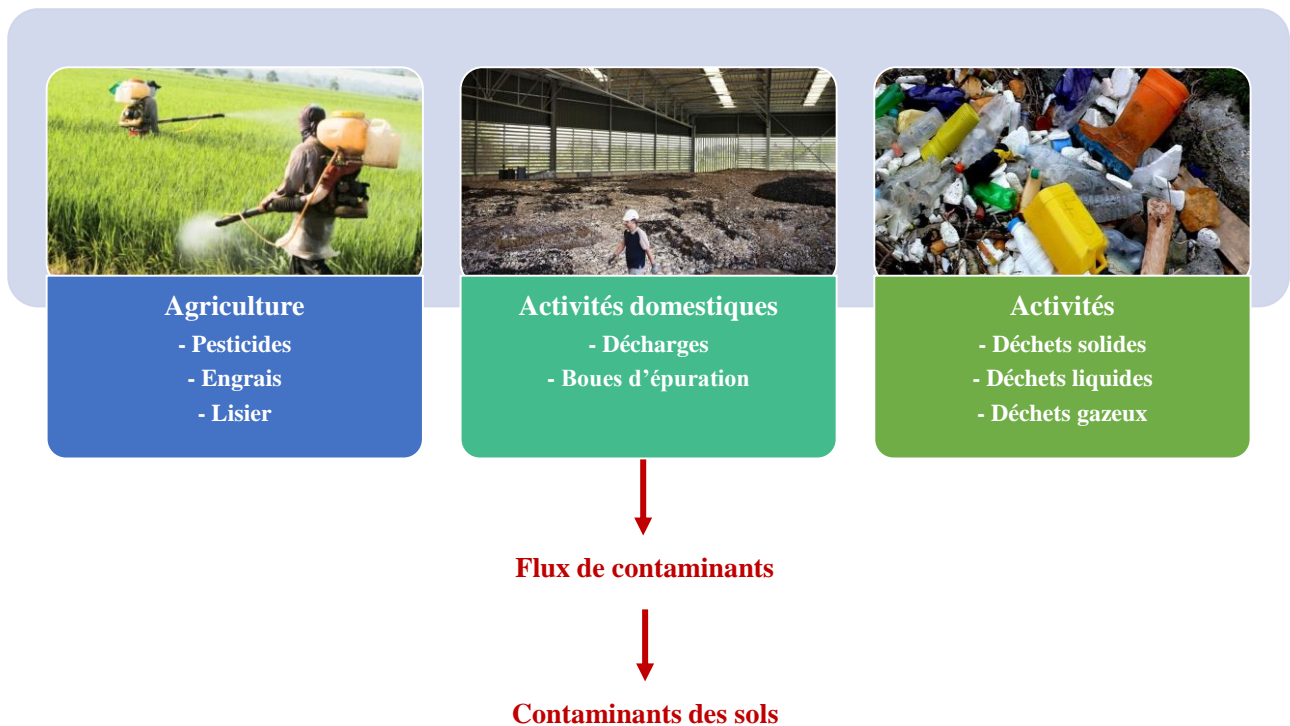 Agriculture
- Pesticides
- Engrais
- Lisier
Activités domestiques
- Décharges
- Boues d’épuration
Activités
- Déchets solides
- Déchets liquides
- Déchets gazeux
Flux de contaminants
Contaminants des sols